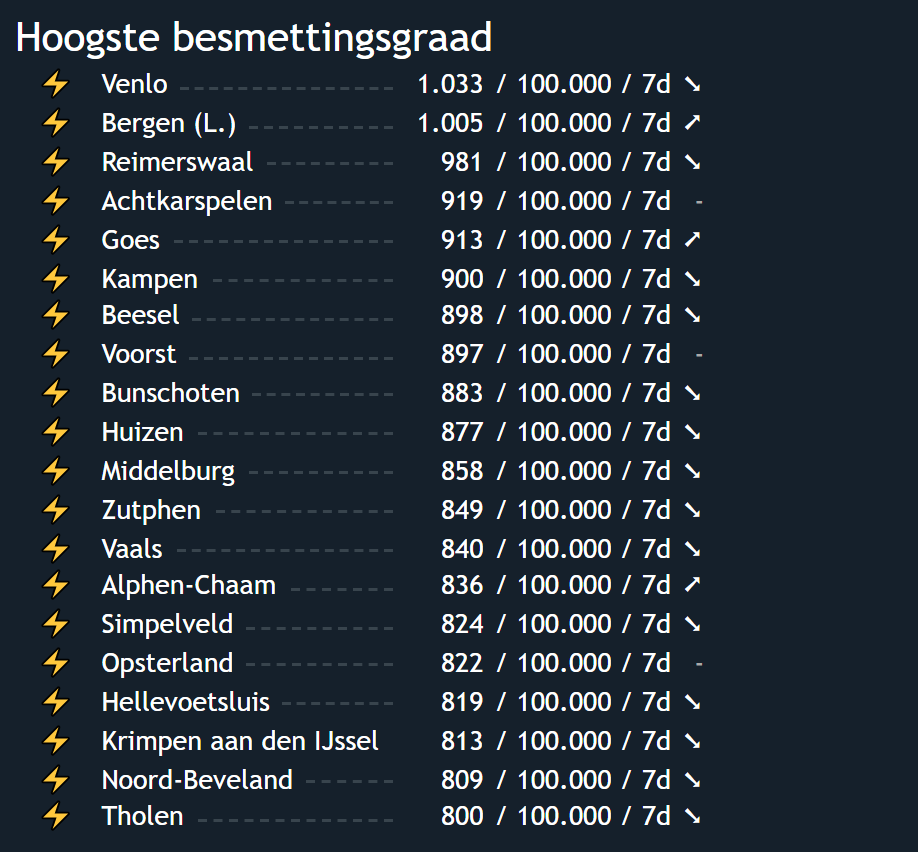 Hoogste besmettingsgraad
⚡ Venlo 1.033 / 100.000 / 7d ➘
⚡ Bergen (L.) 1.005 / 100.000 / 7d ➚
⚡ Reimerswaal 981 / 100.000 / 7d ➘
⚡ Achtkarspelen 919 / 100.000 / 7d -
⚡ Goes 913 / 100.000 / 7d ➚
⚡ Kampen 900 / 100.000 / 7d ➘
⚡ Beesel 898 / 100.000 / 7d ➘
⚡ Voorst 897 / 100.000 / 7d -
⚡ Bunschoten 883 / 100.000 / 7d ➘
⚡ Huizen 877 / 100.000 / 7d ➘
⚡ Middelburg 858 / 100.000 / 7d ➘
⚡ Zutphen 849 / 100.000 / 7d ➘
⚡ Vaals 840 / 100.000 / 7d ➘
⚡ Alphen-Chaam 836 / 100.000 / 7d ➚
⚡ Simpelveld 824 / 100.000 / 7d ➘
⚡ Opsterland 822 / 100.000 / 7d -
⚡ Hellevoetsluis 819 / 100.000 / 7d ➘
⚡ Krimpen aan den IJssel 813 / 100.000 / 7d ➘
⚡ Noord-Beveland 809 / 100.000 / 7d ➘
⚡ Tholen 800 / 100.000 / 7d ➘